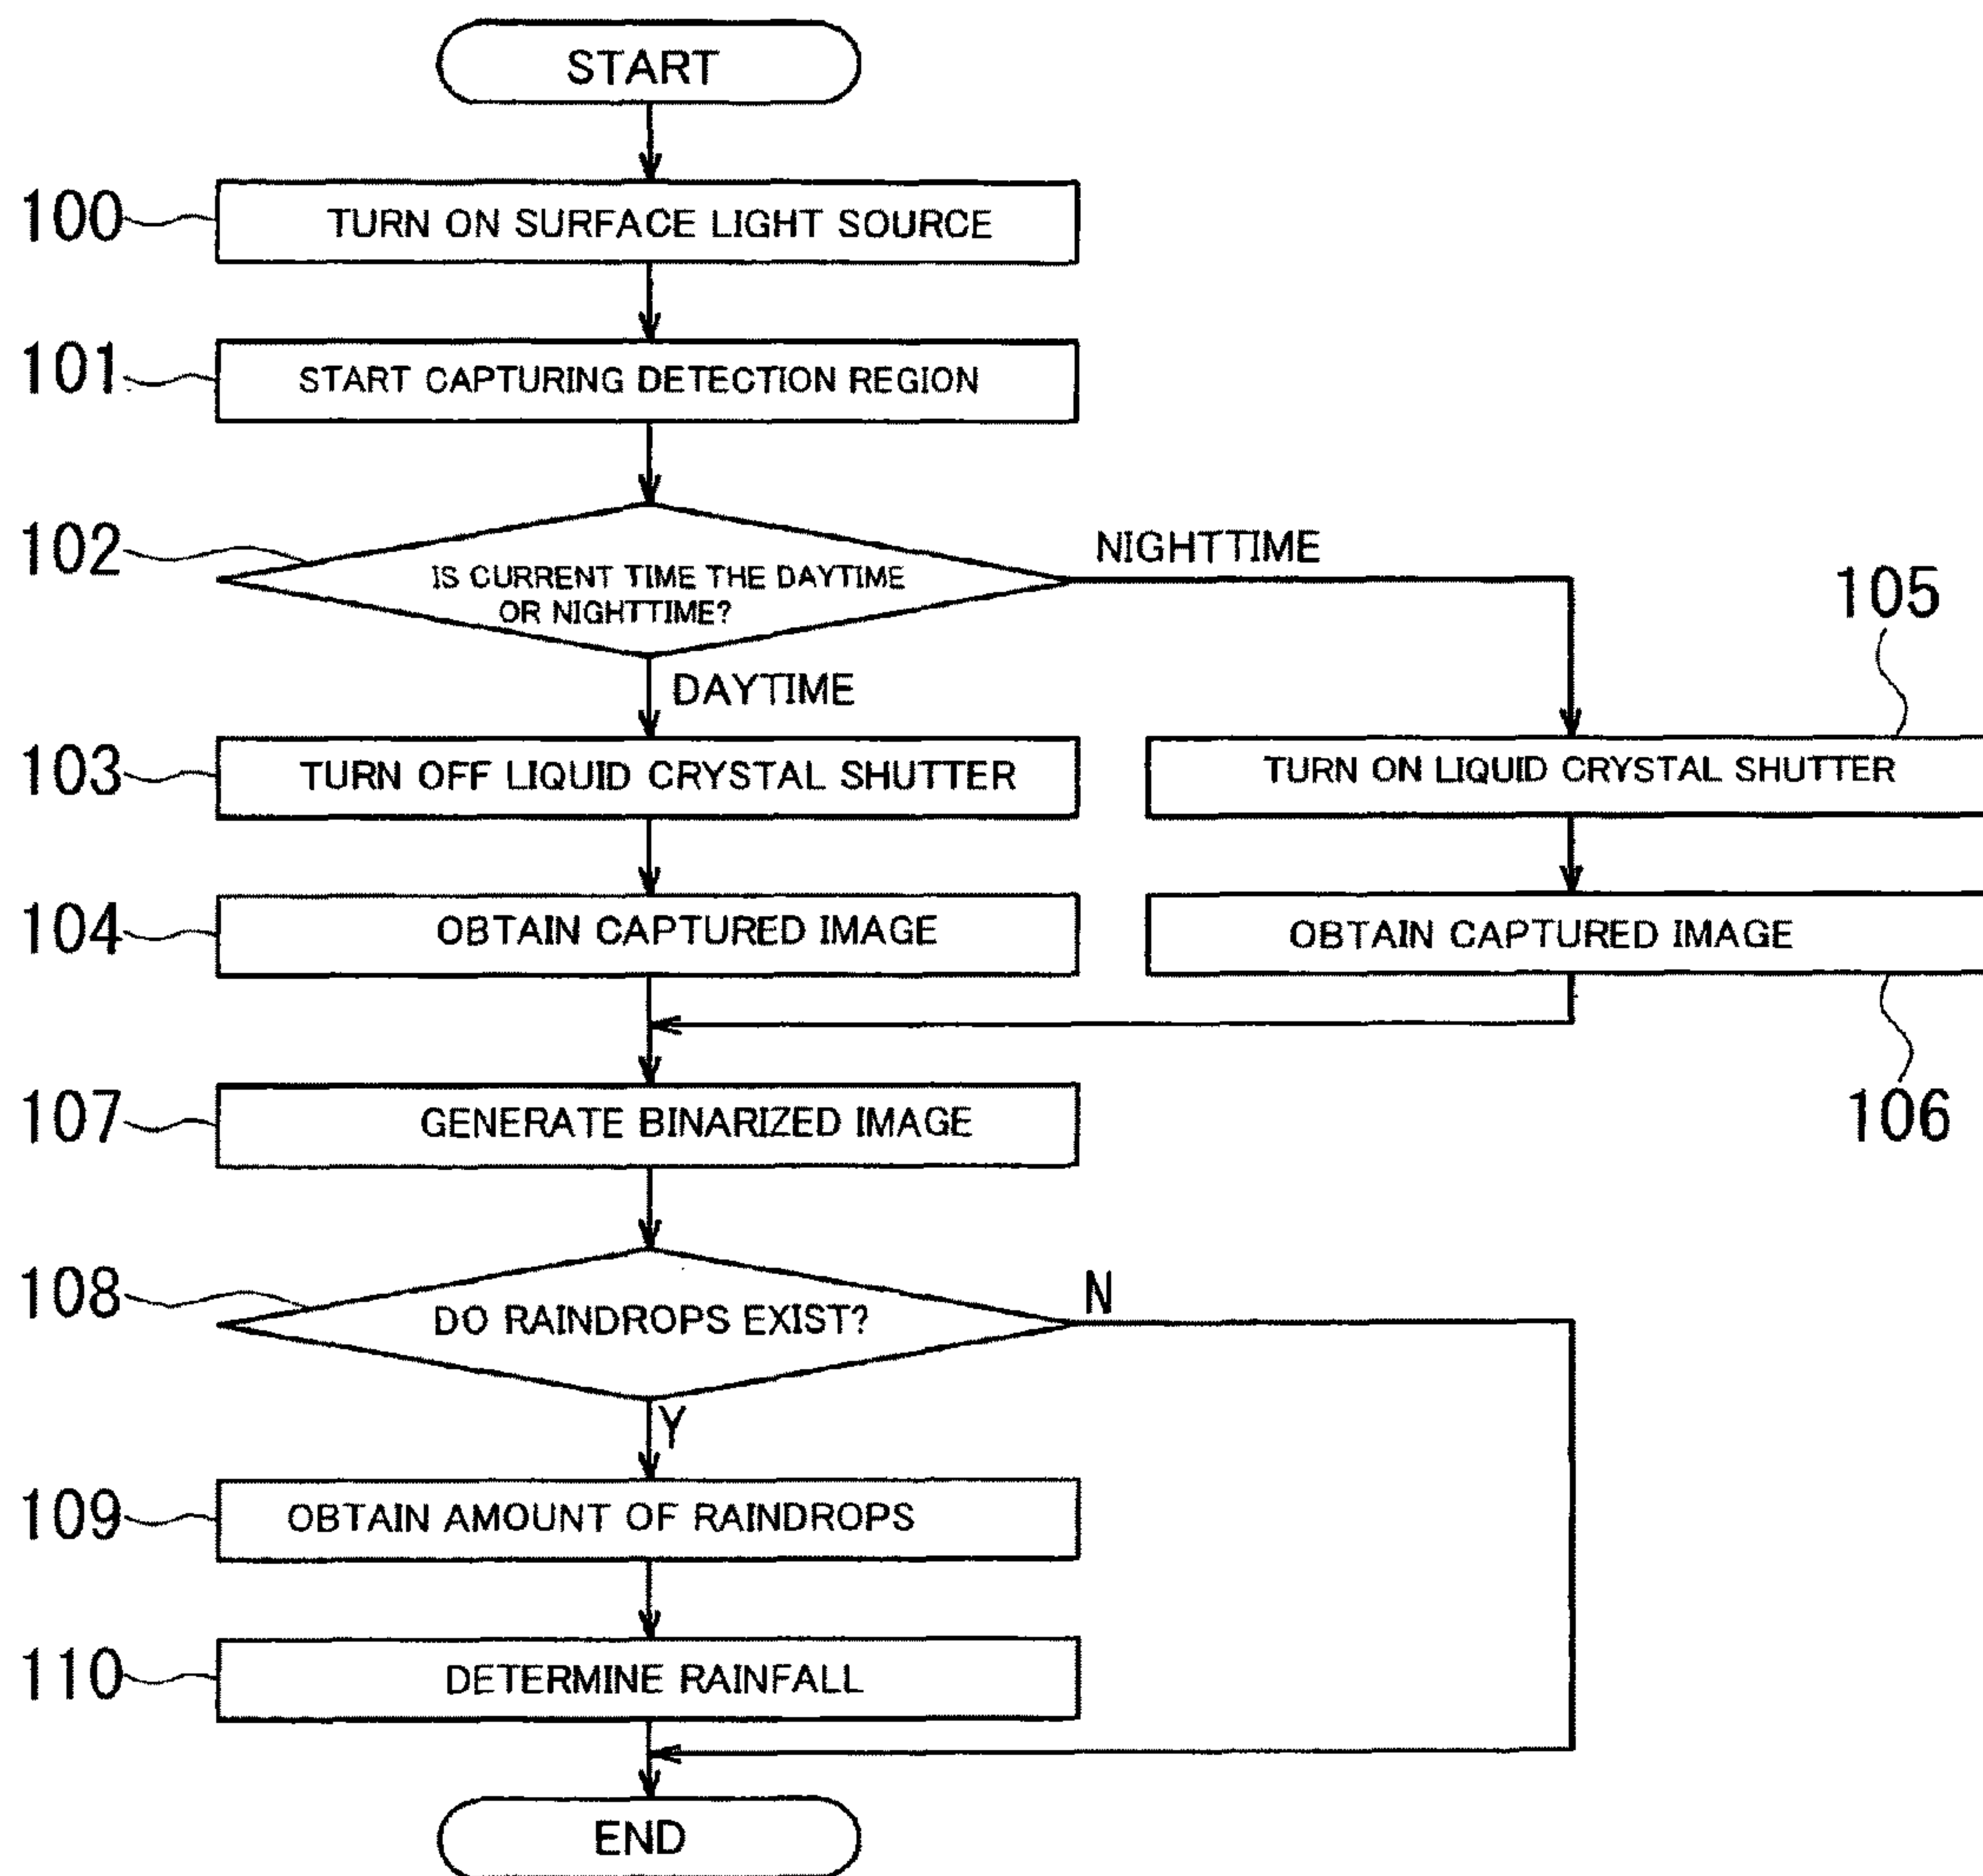 START
100
TURN ON SURFACE LIGHT SOURCE
101
START CAPTURING DETECTION REGION
102
IS CURRENT TIME THE DAYTIME
OR NIGHTTIME?
NIGHTTIME
DAYTIME
105
103
TURN OFF LIQUID CRYSTAL SHUTTER
TURN ON LIQUID CRYSTAL SHUTTER
104
OBTAIN CAPTURED IMAGE
OBTAIN CAPTURED IMAGE
106
107
GENERATE BINARIZED IMAGE
108
DO RAINDROPS EXIST?
N
Y
109
OBTAIN AMOUNT OF RAINDROPS
110
DETERMINE RAINFALL
END